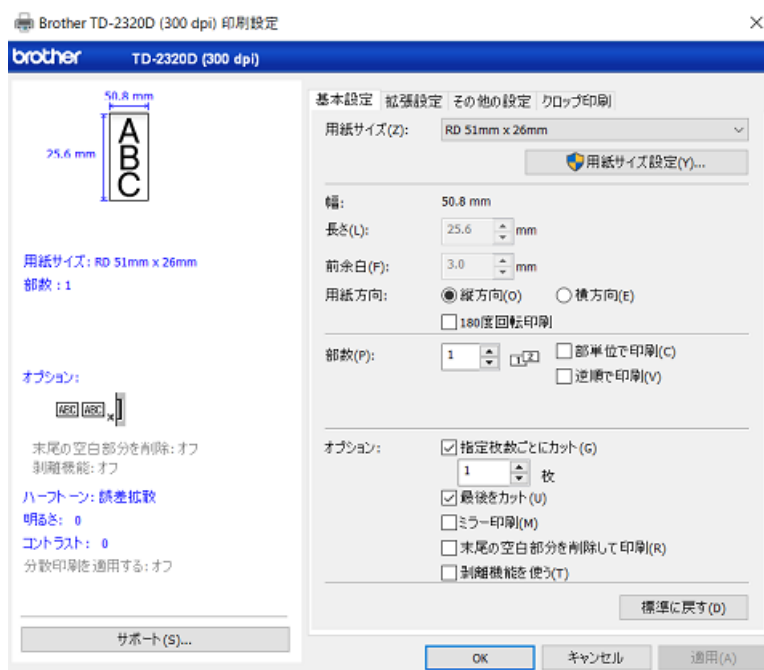 Brother TD-2320D (300 dpi) 印刷設定
brother TD-2320D (300 dpi)
50.8 mm
25.6 mm
ABC
用紙サイズ: RD 51mm x 26mm
部数 : 1
オプション:
ABC ABC
末尾の空白部分を削除: オフ
剥離機能: オフ
ハーフトーン: 誤差拡散
明るさ: 0
コントラスト: 0
分散印刷を適用する: オフ
サポート(S)...
基本設定 拡張設定 その他の設定 クロップ印刷
用紙サイズ(Z): RD 51mm x 26mm
用紙サイズ設定(Y)...
幅: 50.8 mm
長さ(L): 25.6 mm
前余白(F): 3.0 mm
用紙方向: 縦方向(O) 横方向(E)
180度回転印刷
部数(P): 1 1 2 部単位で印刷(C)
逆順で印刷(V)
オプション: 指定枚数ごとにカット(G)
1 枚
最後をカット(U)
ミラー印刷(M)
末尾の空白部分を削除して印刷(R)
剥離機能を使う(T)
標準に戻す(D)
OK キャンセル 適用(A)